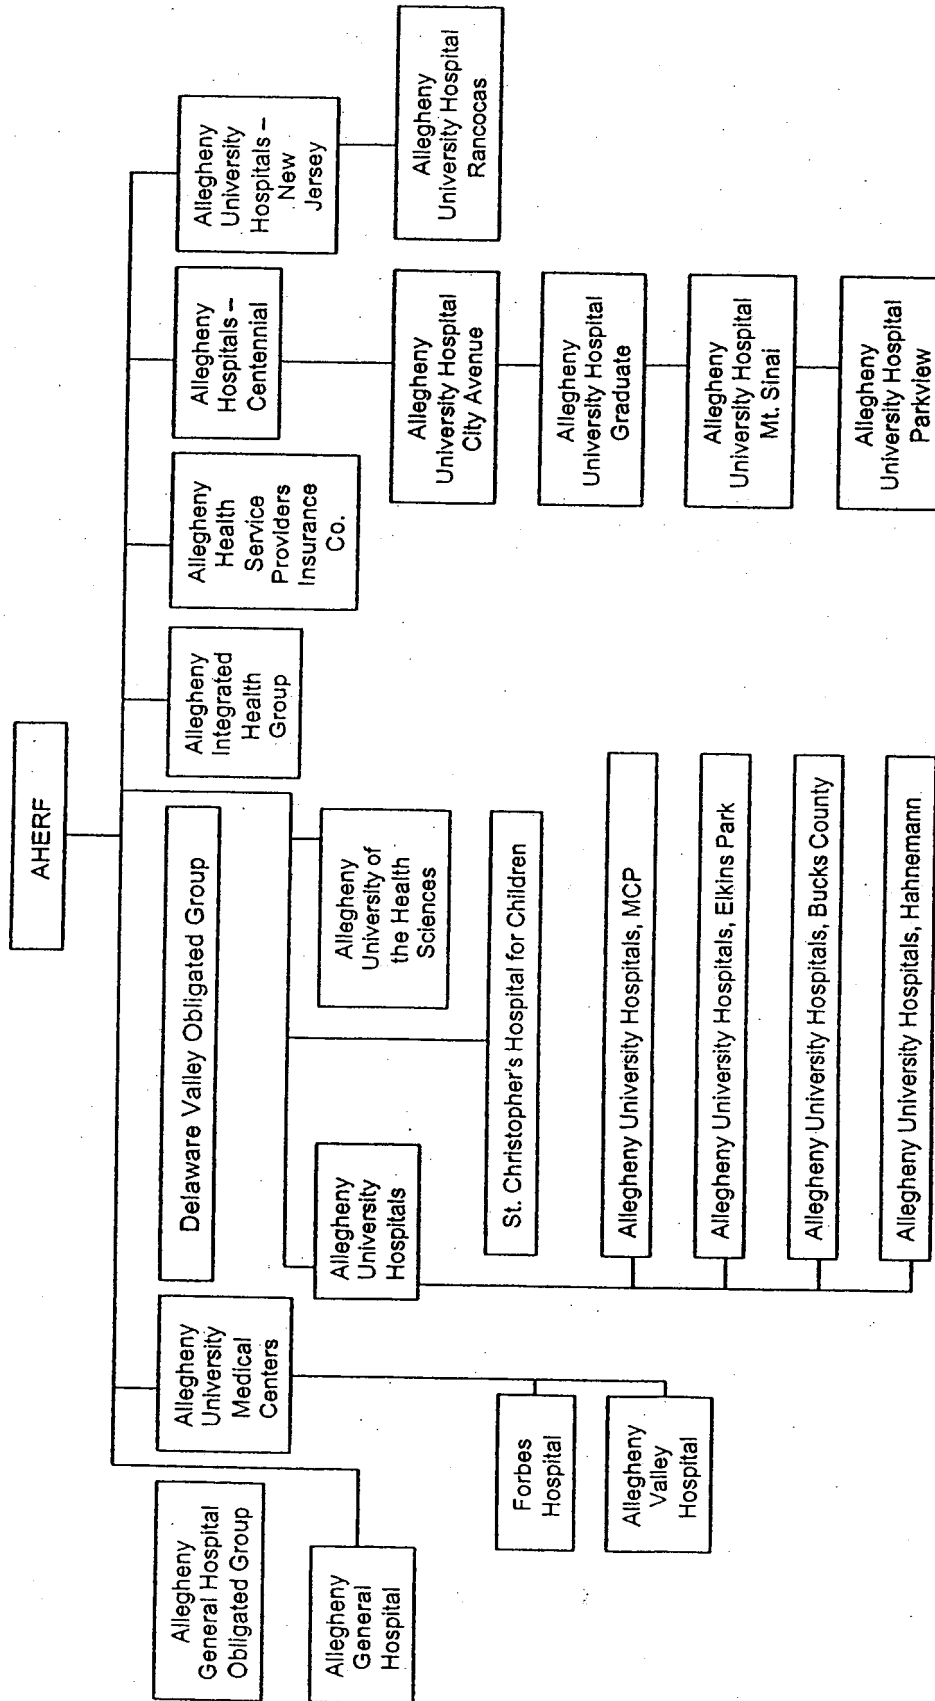 AHERF
Allegheny
General Hospital
Obligated Group
Allegheny
General
Hospital
Allegheny
University
Medical
Centers
Forbes
Hospital
Allegheny
Valley
Hospital
Delaware Valley Obligated Group
Allegheny
University
Hospitals
Allegheny
University of
the Health
Sciences
St. Christopher's Hospital for Children
Allegheny University Hospitals, MCP
Allegheny University Hospitals, Elkins Park
Allegheny University Hospitals, Bucks County
Allegheny University Hospitals, Hahnemann
Allegheny
Integrated
Health
Group
Allegheny
Health
Service
Providers
Insurance
Co.
Allegheny
Hospitals –
Centennial
Allegheny
University Hospital
City Avenue
Allegheny
University Hospital
Graduate
Allegheny
University Hospital
Mt. Sinai
Allegheny
University Hospital
Parkview
Allegheny
University
Hospitals –
New
Jersey
Allegheny
University Hospital
Rancocas